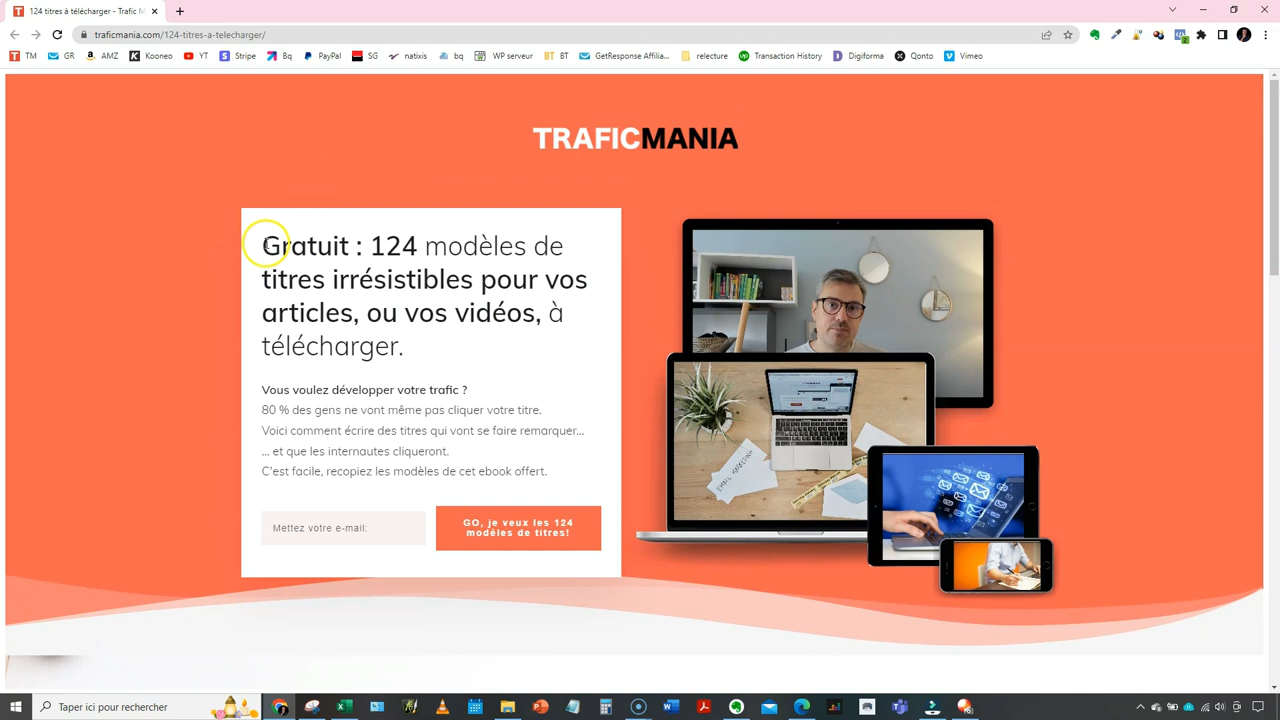 124 titres à télécharger - Trafic M
traficmania.com/124-titres-a-telecharger/
TM GR AMZ Kooneo YT Stripe Bq PayPal SG natixis bq WP serveur BT GetResponse Affilia... relecture Transaction History Digiforma Qonto Vimeo
TRAFICMANIA
Gratuit : 124 modèles de
titres irrésistibles pour vos
articles, ou vos vidéos, à
télécharger.
Vous voulez développer votre trafic ?
80 % des gens ne vont même pas cliquer votre titre.
Voici comment écrire des titres qui vont se faire remarquer...
... et que les internautes cliqueront.
C'est facile, recopiez les modèles de cet ebook offert.
Mettez votre e-mail:
GO, je veux les 124
modèles de titres!
EMAIL MARKETING
Taper ici pour rechercher